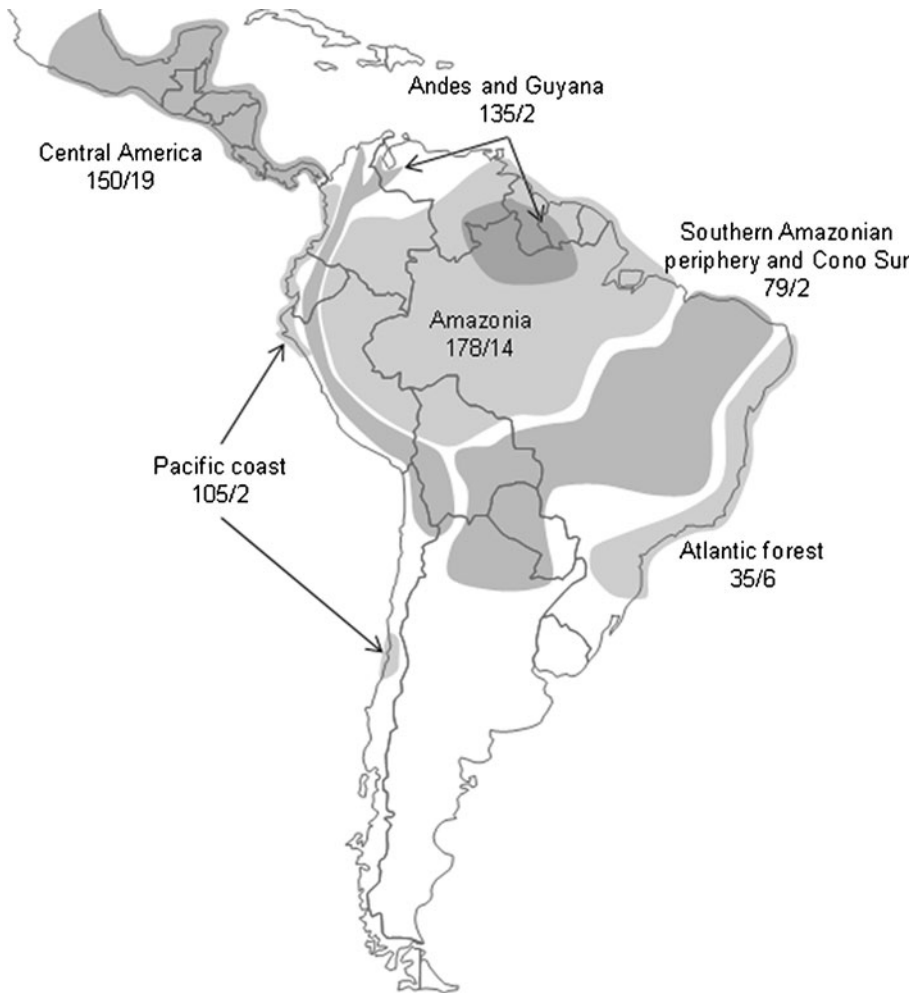 Andes and Guyana
135/2
Central America
150/19
Southern Amazonian
periphery and Cono Sur
79/2
Amazonia
178/14
Pacific coast
105/2
Atlantic forest
35/6